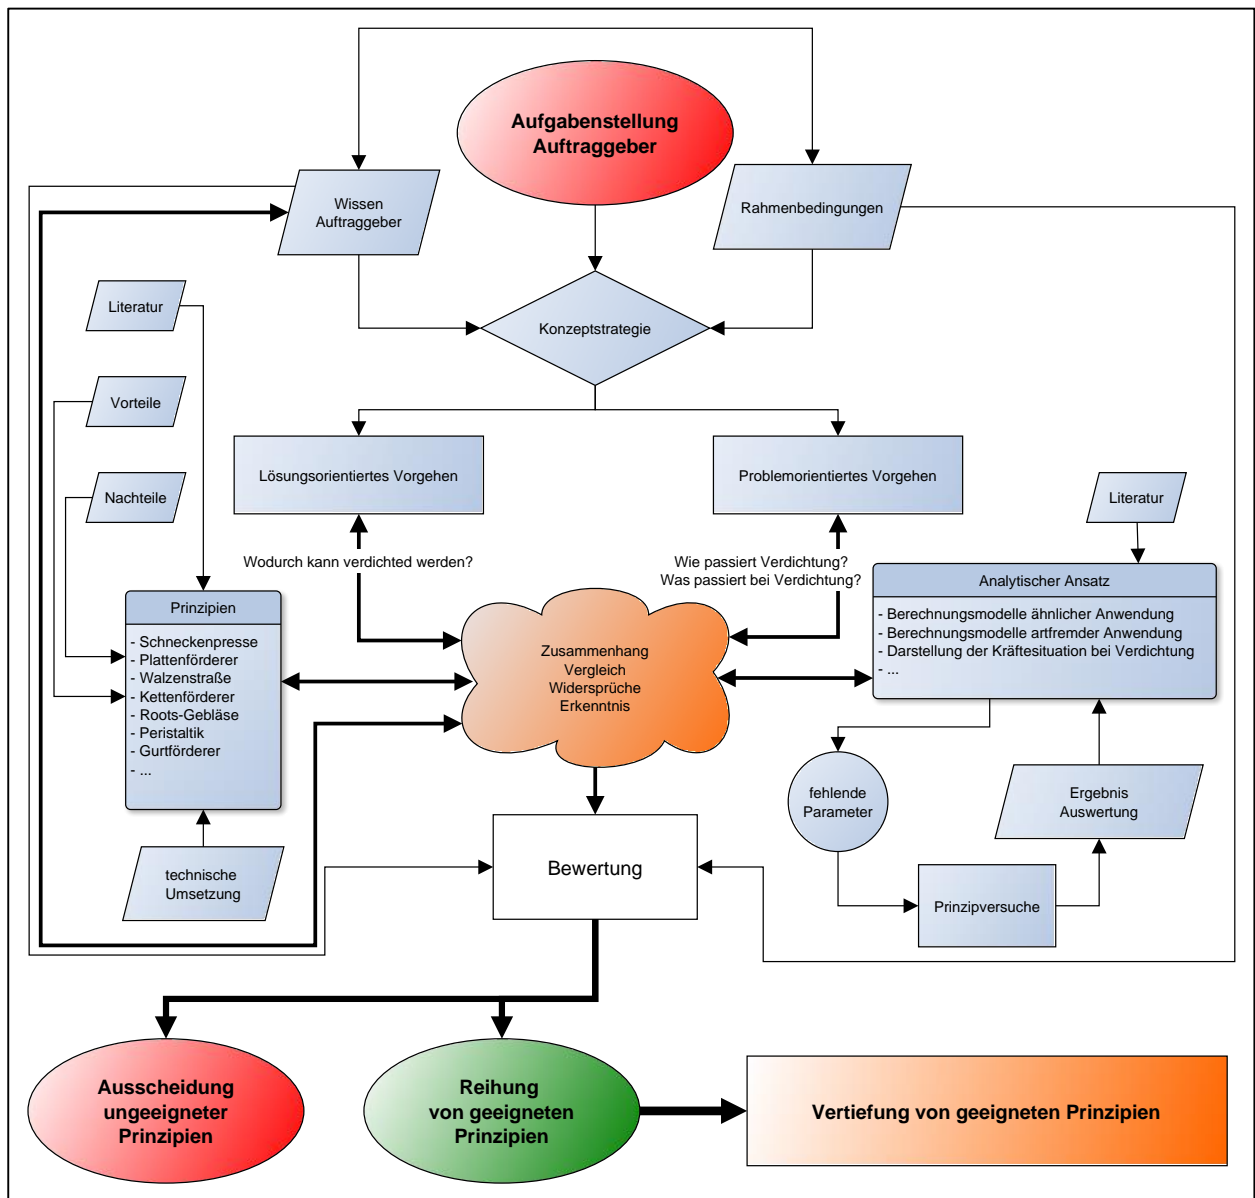 Aufgabenstellung
Auftraggeber
Wissen
Auftraggeber
Rahmenbedingungen
Literatur
Konzeptstrategie
Vorteile
Nachteile
Lösungsorientiertes Vorgehen
Problemorientiertes Vorgehen
Literatur
Wodurch kann verdichted werden?
Wie passiert Verdichtung?
Was passiert bei Verdichtung?
Prinzipien
- Schneckenpresse
- Plattenförderer
- Walzenstraße
- Kettenförderer
- Roots-Gebläse
- Peristaltik
- Gurtförderer
- ...
Zusammenhang
Vergleich
Widersprüche
Erkenntnis
Analytischer Ansatz
- Berechnungsmodelle ähnlicher Anwendung
- Berechnungsmodelle artfremder Anwendung
- Darstellung der Kräftesituation bei Verdichtung
- ...
fehlende
Parameter
Ergebnis
Auswertung
technische
Umsetzung
Bewertung
Prinzipversuche
Ausscheidung
ungeeigneter
Prinzipien
Reihung
von geeigneten
Prinzipien
Vertiefung von geeigneten Prinzipien